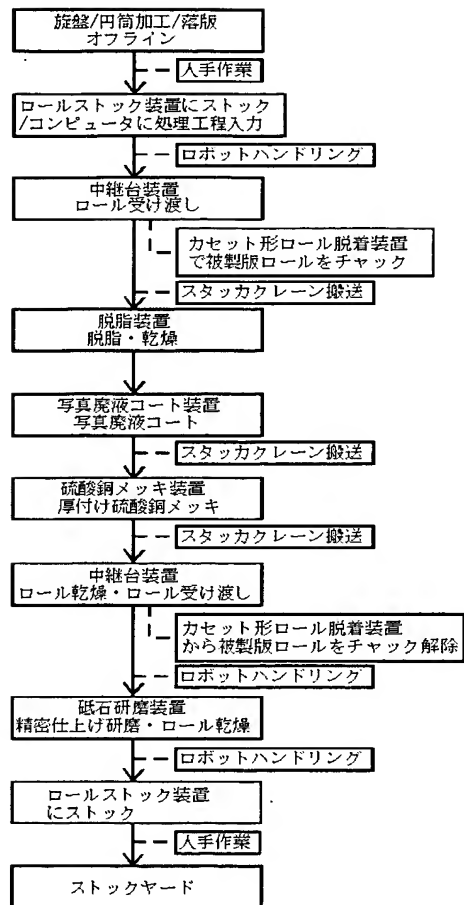 旋盤/円筒加工/落版
オフライン
人手作業
ロールストック装置にストック
/コンピュータに処理工程入力
ロボットハンドリング
中継台装置
ロール受け渡し
カセット形ロール脱着装置
で被製版ロールをチャック
スタッカクレーン搬送
脱脂装置
脱脂・乾燥
写真廃液コート装置
写真廃液コート
スタッカクレーン搬送
硫酸銅メッキ装置
厚付け硫酸銅メッキ
スタッカクレーン搬送
中継台装置
ロール乾燥・ロール受け渡し
カセット形ロール脱着装置
から被製版ロールをチャック解除
ロボットハンドリング
砥石研磨装置
精密仕上げ研磨・ロール乾燥
ロボットハンドリング
ロールストック装置
にストック
人手作業
ストックヤード